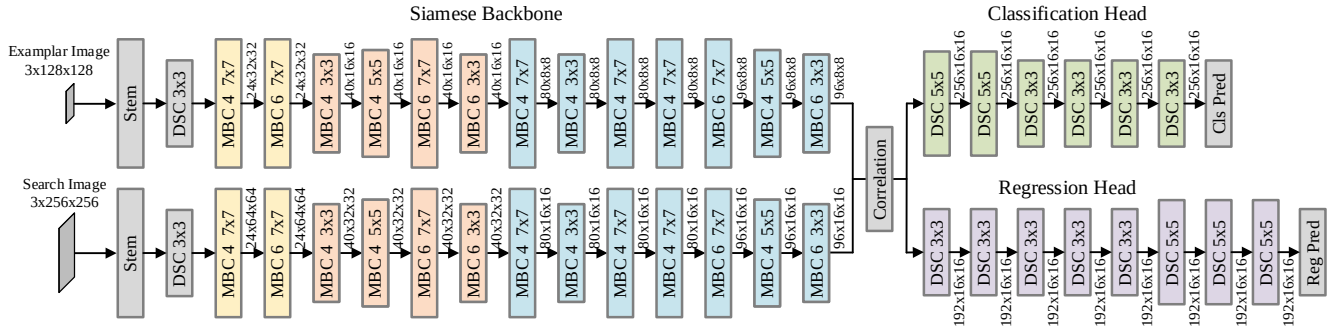 Siamese Backbone
Classification Head
Examplar Image
3x128x128
Stem
DSC 3x3
MBC 4 7x7
24x32x32
MBC 6 7x7
24x32x32
MBC 4 3x3
40x16x16
MBC 4 5x5
40x16x16
MBC 6 7x7
40x16x16
MBC 6 3x3
40x16x16
MBC 4 7x7
80x8x8
MBC 4 3x3
80x8x8
MBC 4 7x7
80x8x8
MBC 4 7x7
80x8x8
MBC 6 7x7
96x8x8
MBC 4 5x5
96x8x8
MBC 6 3x3
96x8x8
Search Image
3x256x256
Stem
DSC 3x3
MBC 4 7x7
24x64x64
MBC 6 7x7
24x64x64
MBC 4 3x3
40x32x32
MBC 4 5x5
40x32x32
MBC 6 7x7
40x32x32
MBC 6 3x3
40x32x32
MBC 4 7x7
80x16x16
MBC 4 3x3
80x16x16
MBC 4 7x7
80x16x16
MBC 4 7x7
80x16x16
MBC 6 7x7
96x16x16
MBC 4 5x5
96x16x16
MBC 6 3x3
96x16x16
Correlation
DSC 5x5
256x16x16
DSC 5x5
256x16x16
DSC 3x3
256x16x16
DSC 3x3
256x16x16
DSC 3x3
256x16x16
DSC 3x3
256x16x16
Cls Pred
Regression Head
DSC 3x3
192x16x16
DSC 3x3
192x16x16
DSC 3x3
192x16x16
DSC 3x3
192x16x16
DSC 3x3
192x16x16
DSC 5x5
192x16x16
DSC 5x5
192x16x16
DSC 5x5
192x16x16
Reg Pred